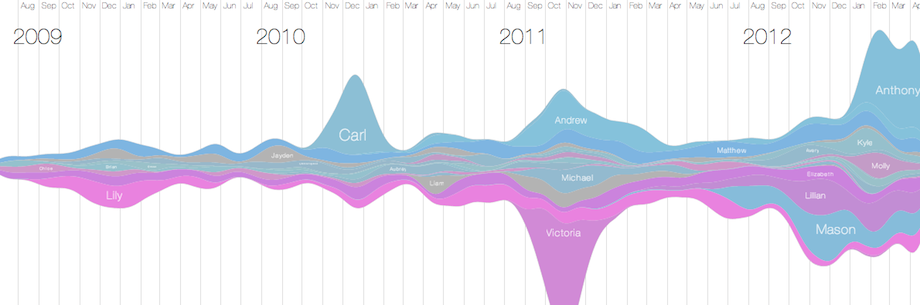 Aug Sep Oct Nov Dec Jan Feb Mar Apr May Jun Jul Aug Sep Oct Nov Dec Jan Feb Mar Apr May Jun Jul Aug Sep Oct Nov Dec Jan Feb Mar Apr May Jun Jul Aug Sep Oct Nov Dec Jan Feb Mar
2009 2010 2011 2012
Anthony
Andrew
Carl
Kyle
Matthew
Jayden
Molly
Aubrey
Elizabeth
Michael
Liam
Lily
Lillian
Mason
Victoria